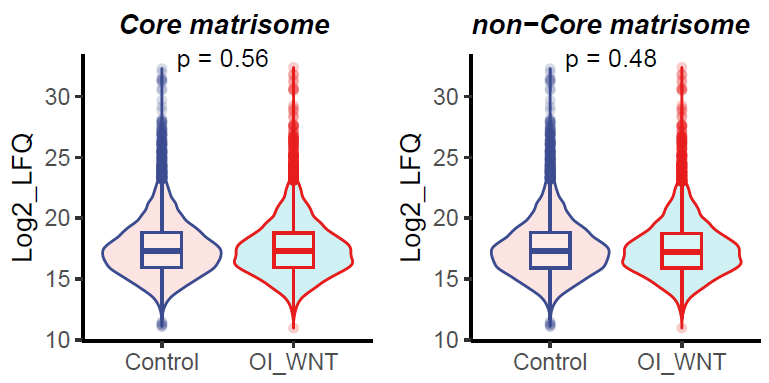 Core matrisome
p = 0.56
Log2_LFQ
30
25
20
15
10
Control OI_WNT
non−Core matrisome
p = 0.48
Log2_LFQ
30
25
20
15
10
Control OI_WNT